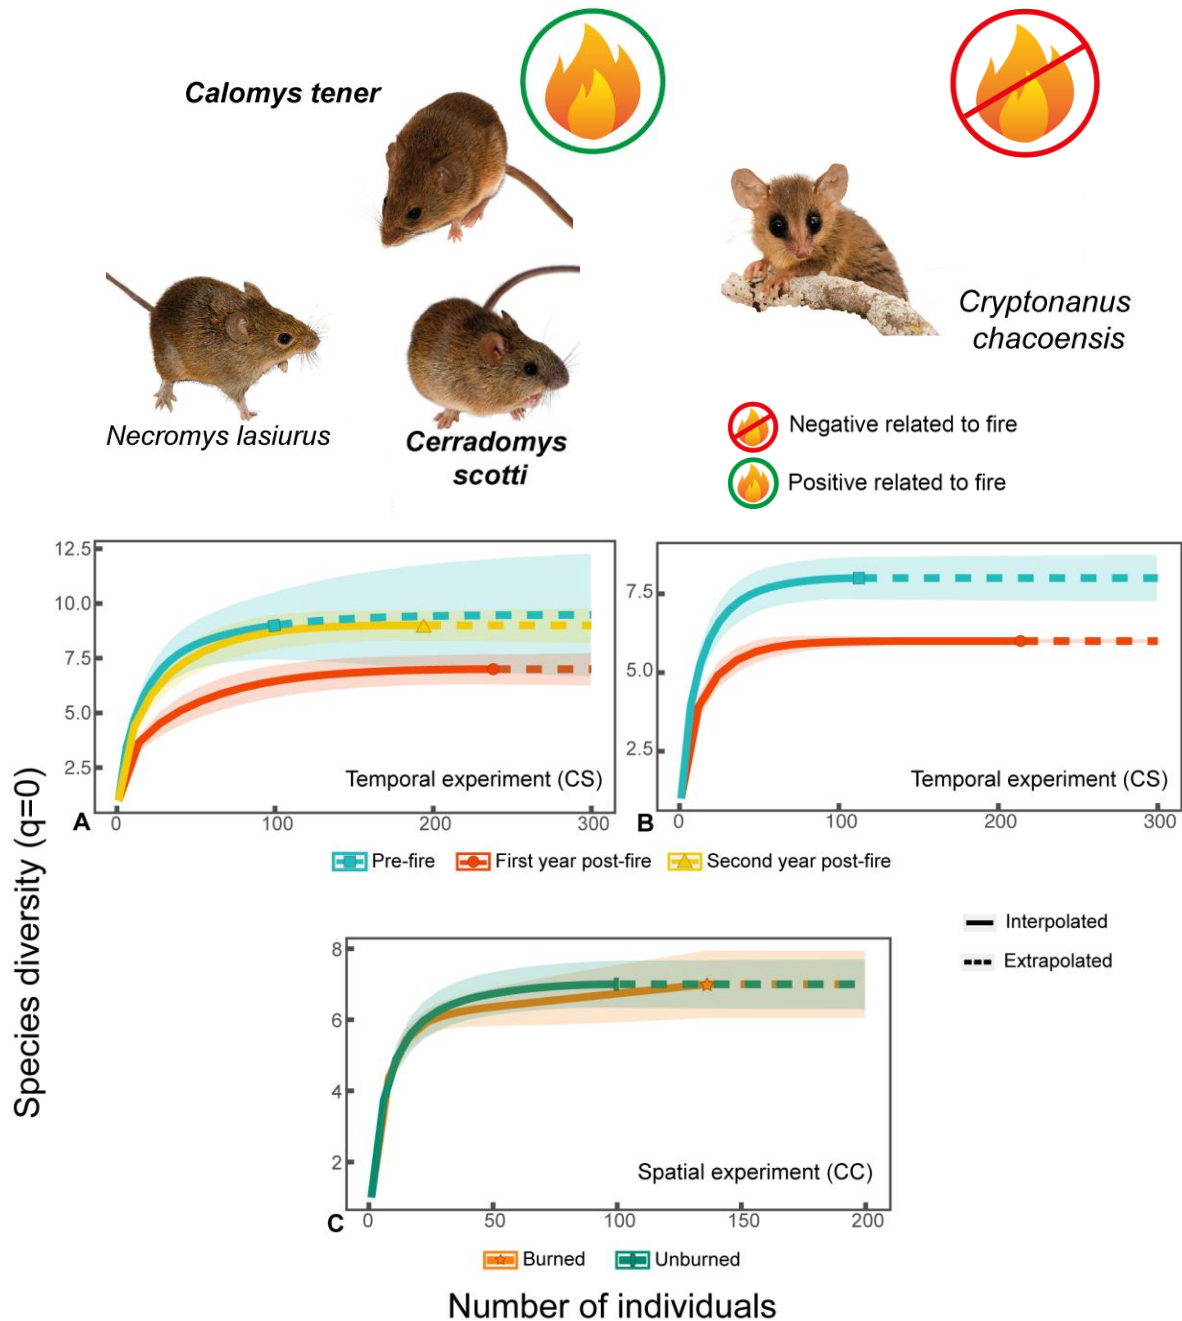 Calomys tener
Necromys lasiurus
Cerradomys
scotti
Cryptonanus
chacoensis
Negative related to fire
Positive related to fire
Species diversity (q=0)
12.5
10.0
7.5
5.0
2.5
Temporal experiment (CS)
A
0
100
200
300
7.5
5.0
2.5
Temporal experiment (CS)
B
0
100
200
300
Pre-fire
First year post-fire
Second year post-fire
Interpolated
Extrapolated
8
6
4
2
Spatial experiment (CC)
C
0
50
100
150
200
Burned
Unburned
Number of individuals